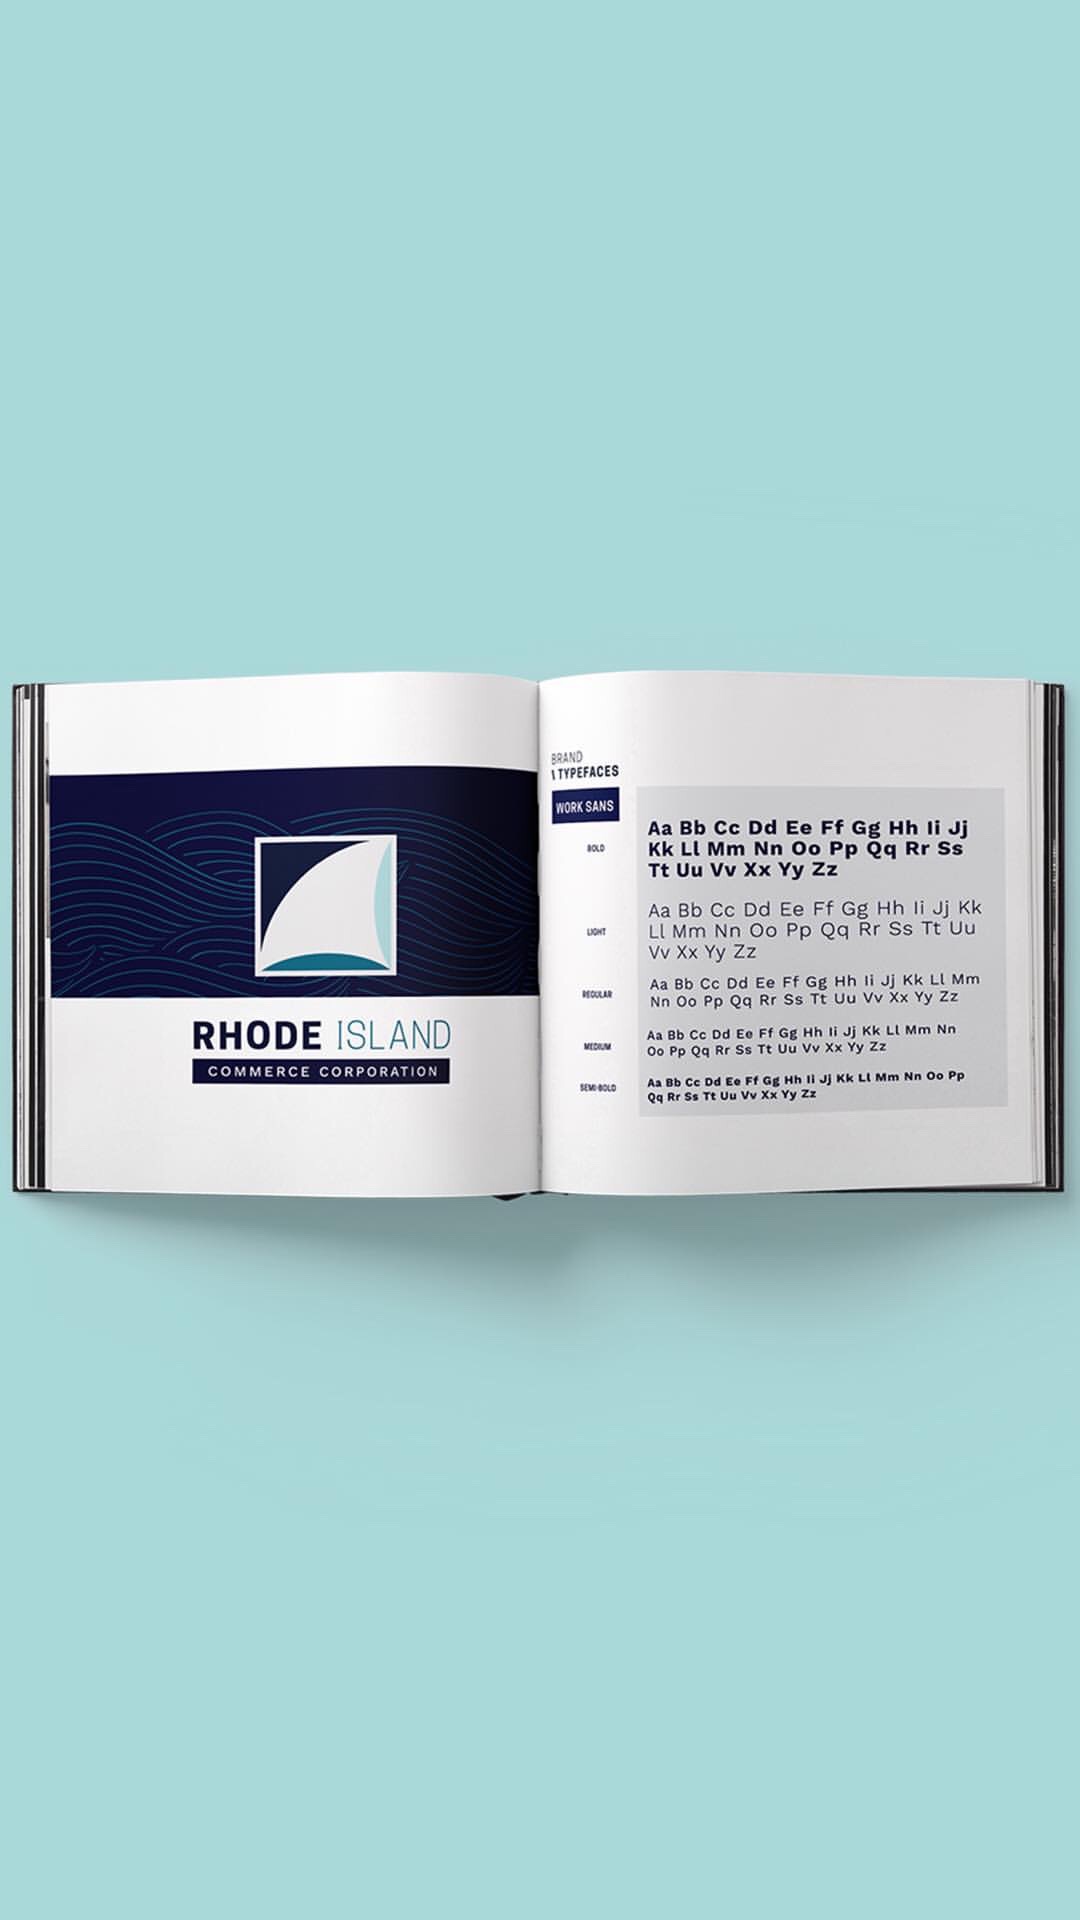 RHODE ISLAND
COMMERCE CORPORATION
BRAND
\ TYPEFACES
WORK SANS
BOLD
Aa Bb Cc Dd Ee Ff Gg Hh Ii Jj
Kk Ll Mm Nn Oo Pp Qq Rr Ss
Tt Uu Vv Xx Yy Zz
LIGHT
Aa Bb Cc Dd Ee Ff Gg Hh Ii Jj Kk
Ll Mm Nn Oo Pp Qq Rr Ss Tt Uu
Vv Xx Yy Zz
REGULAR
Aa Bb Cc Dd Ee Ff Gg Hh Ii Jj Kk Ll Mm
Nn Oo Pp Qq Rr Ss Tt Uu Vv Xx Yy Zz
MEDIUM
Aa Bb Cc Dd Ee Ff Gg Hh Ii Jj Kk Ll Mm Nn
Oo Pp Qq Rr Ss Tt Uu Vv Xx Yy Zz
SEMI-BOLD
Aa Bb Cc Dd Ee Ff Gg Hh Ii Jj Kk Ll Mm Nn Oo Pp
Qq Rr Ss Tt Uu Vv Xx Yy Zz